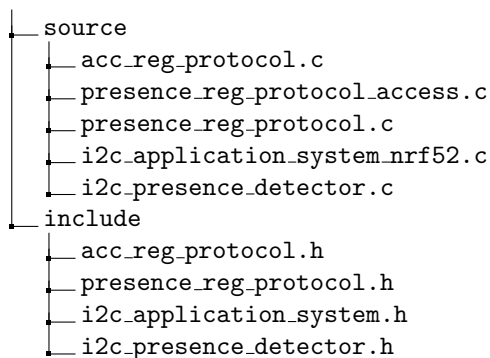 source
acc_reg_protocol.c
presence_reg_protocol_access.c
presence_reg_protocol.c
i2c_application_system_nrf52.c
i2c_presence_detector.c
include
acc_reg_protocol.h
presence_reg_protocol.h
i2c_application_system.h
i2c_presence_detector.h